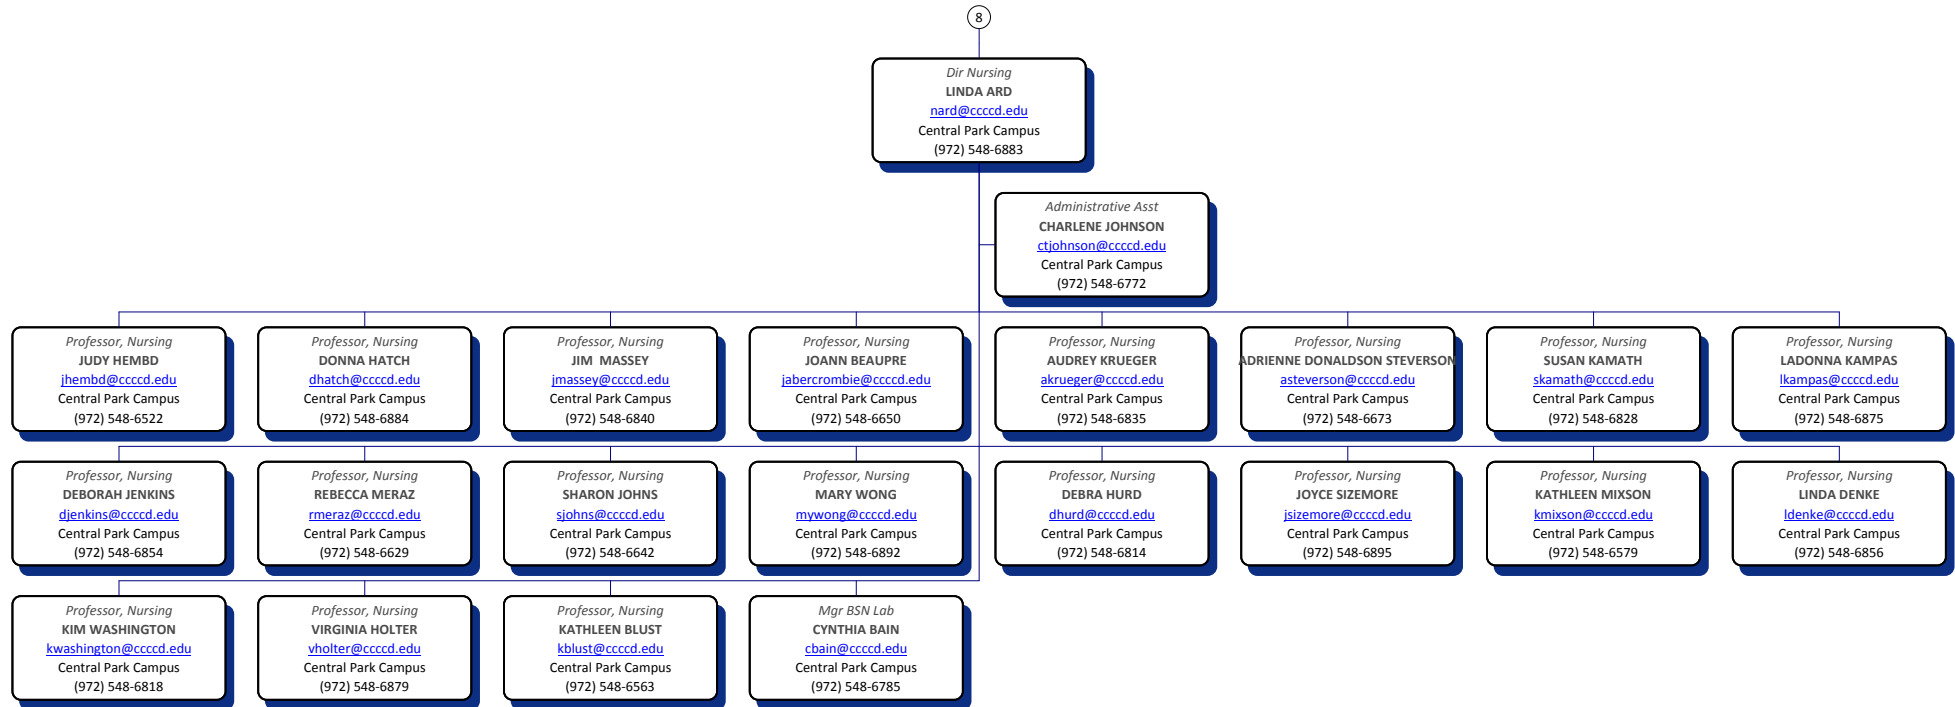 8
Dir Nursing
LINDA ARD
nard@ccccd.edu
Central Park Campus
(972) 548-6883
Administrative Asst
CHARLENE JOHNSON
ctjohnson@ccccd.edu
Central Park Campus
(972) 548-6772
Professor, Nursing
JUDY HEMBD
jhembd@ccccd.edu
Central Park Campus
(972) 548-6522
Professor, Nursing
DONNA HATCH
dhatch@ccccd.edu
Central Park Campus
(972) 548-6884
Professor, Nursing
JIM  MASSEY
jmassey@ccccd.edu
Central Park Campus
(972) 548-6840
Professor, Nursing
JOANN BEAUPRE
jabercrombie@ccccd.edu
Central Park Campus
(972) 548-6650
Professor, Nursing
AUDREY KRUEGER
akrueger@ccccd.edu
Central Park Campus
(972) 548-6835
Professor, Nursing
ADRIENNE DONALDSON STEVERSON
asteverson@ccccd.edu
Central Park Campus
(972) 548-6673
Professor, Nursing
SUSAN KAMATH
skamath@ccccd.edu
Central Park Campus
(972) 548-6828
Professor, Nursing
LADONNA KAMPAS
lkampas@ccccd.edu
Central Park Campus
(972) 548-6875
Professor, Nursing
DEBORAH JENKINS
djenkins@ccccd.edu
Central Park Campus
(972) 548-6854
Professor, Nursing
REBECCA MERAZ
rmeraz@ccccd.edu
Central Park Campus
(972) 548-6629
Professor, Nursing
SHARON JOHNS
sjohns@ccccd.edu
Central Park Campus
(972) 548-6642
Professor, Nursing
MARY WONG
mywong@ccccd.edu
Central Park Campus
(972) 548-6892
Professor, Nursing
DEBRA HURD
dhurd@ccccd.edu
Central Park Campus
(972) 548-6814
Professor, Nursing
JOYCE SIZEMORE
jsizemore@ccccd.edu
Central Park Campus
(972) 548-6895
Professor, Nursing
KATHLEEN MIXSON
kmixson@ccccd.edu
Central Park Campus
(972) 548-6579
Professor, Nursing
LINDA DENKE
ldenke@ccccd.edu
Central Park Campus
(972) 548-6856
Professor, Nursing
KIM WASHINGTON
kwashington@ccccd.edu
Central Park Campus
(972) 548-6818
Professor, Nursing
VIRGINIA HOLTER
vholter@ccccd.edu
Central Park Campus
(972) 548-6879
Professor, Nursing
KATHLEEN BLUST
kblust@ccccd.edu
Central Park Campus
(972) 548-6563
Mgr BSN Lab
CYNTHIA BAIN
cbain@ccccd.edu
Central Park Campus
(972) 548-6785